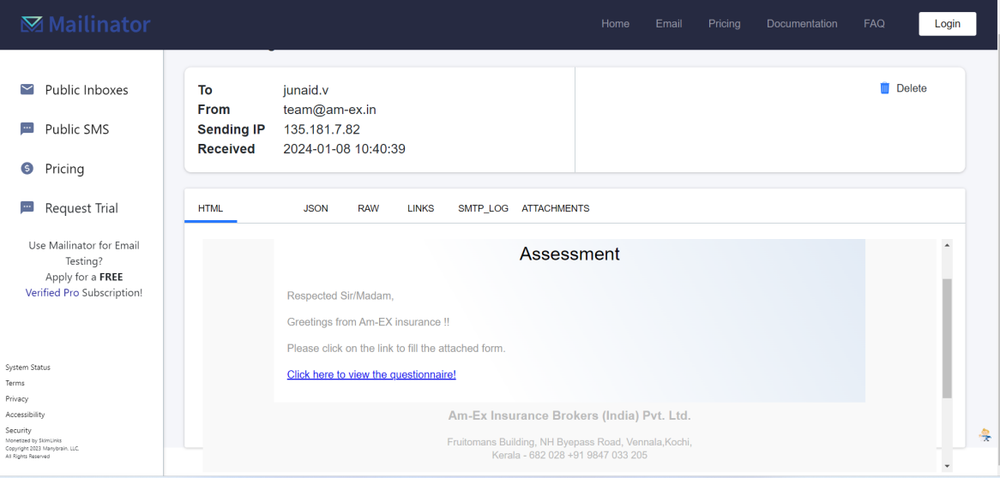 Mailinator
Home Email Pricing Documentation FAQ Login
Public Inboxes
Public SMS
Pricing
Request Trial
Use Mailinator for Email
Testing?
Apply for a FREE
Verified Pro Subscription!
System Status
Terms
Privacy
Accessibility
Security
Monetized by SkimLinks
Copyright 2023 Manybrain, LLC.
All Rights Reserved
To junaid.v
From team@am-ex.in
Sending IP 135.181.7.82
Received 2024-01-08 10:40:39
Delete
HTML JSON RAW LINKS SMTP_LOG ATTACHMENTS
Assessment
Respected Sir/Madam,
Greetings from Am-EX insurance !!
Please click on the link to fill the attached form.
Click here to view the questionnaire!
Am-Ex Insurance Brokers (India) Pvt. Ltd.
Fruitomans Building, NH Byepass Road, Vennala,Kochi,
Kerala - 682 028 +91 9847 033 205